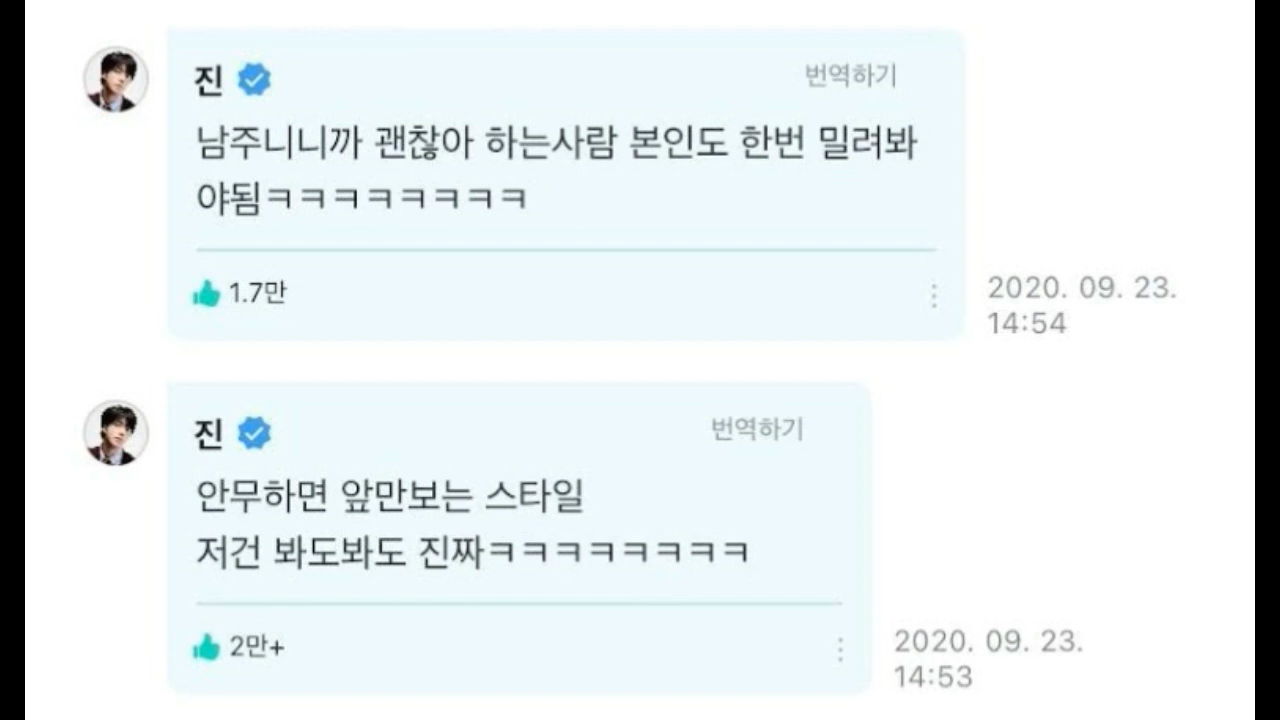 진
번역하기
남주니니까 괜찮아 하는사람 본인도 한번 밀려봐
야됨ㅋㅋㅋㅋㅋㅋㅋㅋ
1.7만
2020. 09. 23.
14:54
진
번역하기
안무하면 앞만보는 스타일
저건 봐도봐도 진짜ㅋㅋㅋㅋㅋㅋㅋㅋ
2만+
2020. 09. 23.
14:53